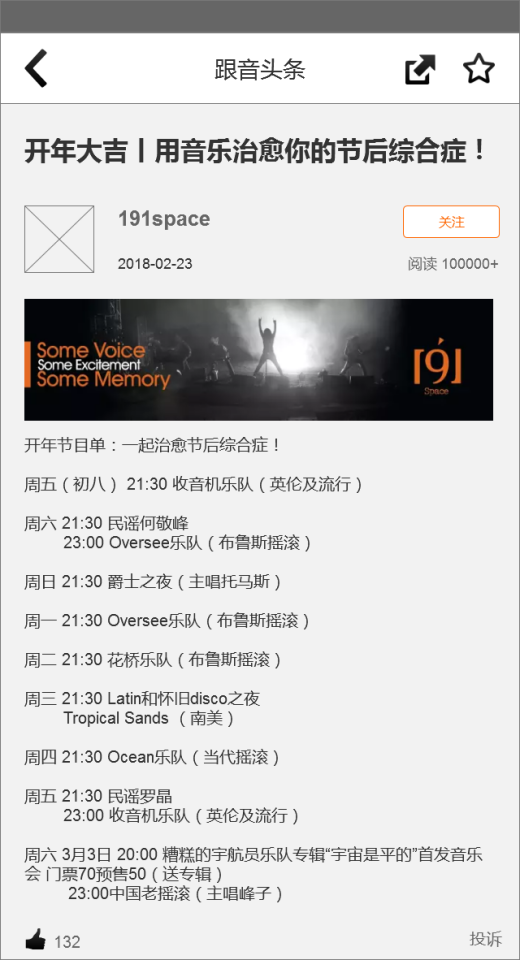 跟音头条
开年大吉丨用音乐治愈你的节后综合症！
191space
关注
2018-02-23
阅读 100000+
Some Voice
Some Excitement
Some Memory
[9]
Space
开年节目单：一起治愈节后综合症！
周五（初八） 21:30 收音机乐队（英伦及流行）
周六 21:30 民谣何敬峰
23:00 Oversee乐队（布鲁斯摇滚）
周日 21:30 爵士之夜（主唱托马斯）
周一 21:30 Oversee乐队（布鲁斯摇滚）
周二 21:30 花桥乐队（布鲁斯摇滚）
周三 21:30 Latin和怀旧disco之夜
Tropical Sands （南美）
周四 21:30 Ocean乐队（当代摇滚）
周五 21:30 民谣罗晶
23:00 收音机乐队（英伦及流行）
周六 3月3日 20:00 糟糕的宇航员乐队专辑“宇宙是平的”首发音乐
会 门票70预售50（送专辑）
23:00中国老摇滚（主唱峰子）
132
投诉